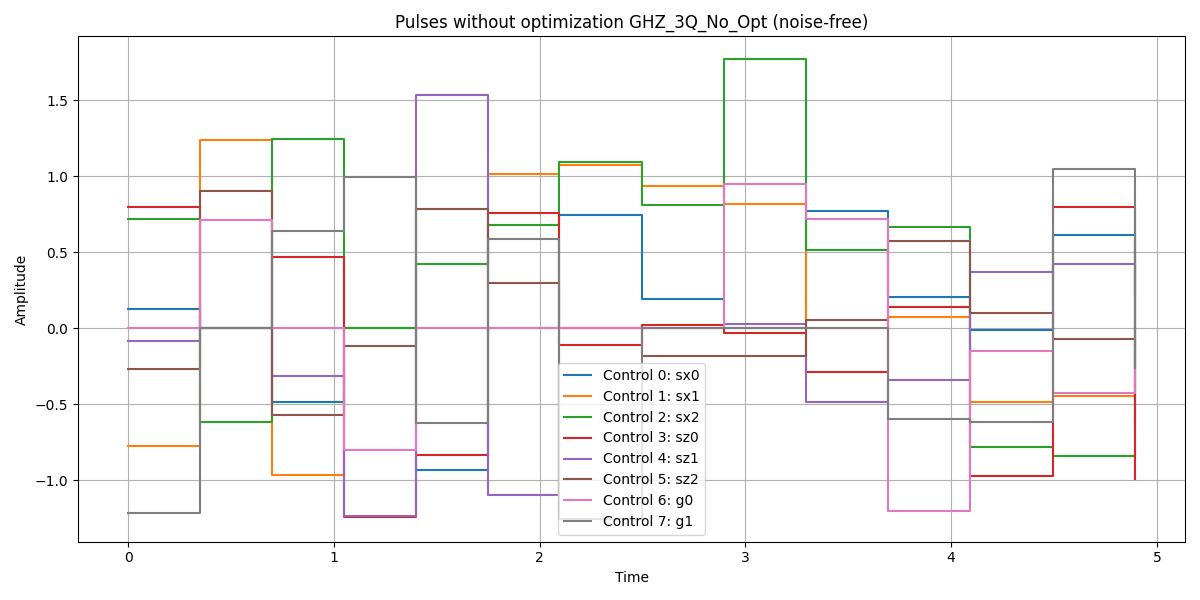 Pulses without optimization GHZ_3Q_No_Opt (noise-free)
Amplitude
1.5
1.0
0.5
0.0
−0.5
−1.0
Control 0: sx0
Control 1: sx1
Control 2: sx2
Control 3: sz0
Control 4: sz1
Control 5: sz2
Control 6: g0
Control 7: g1
0 1 2 3 4 5
Time